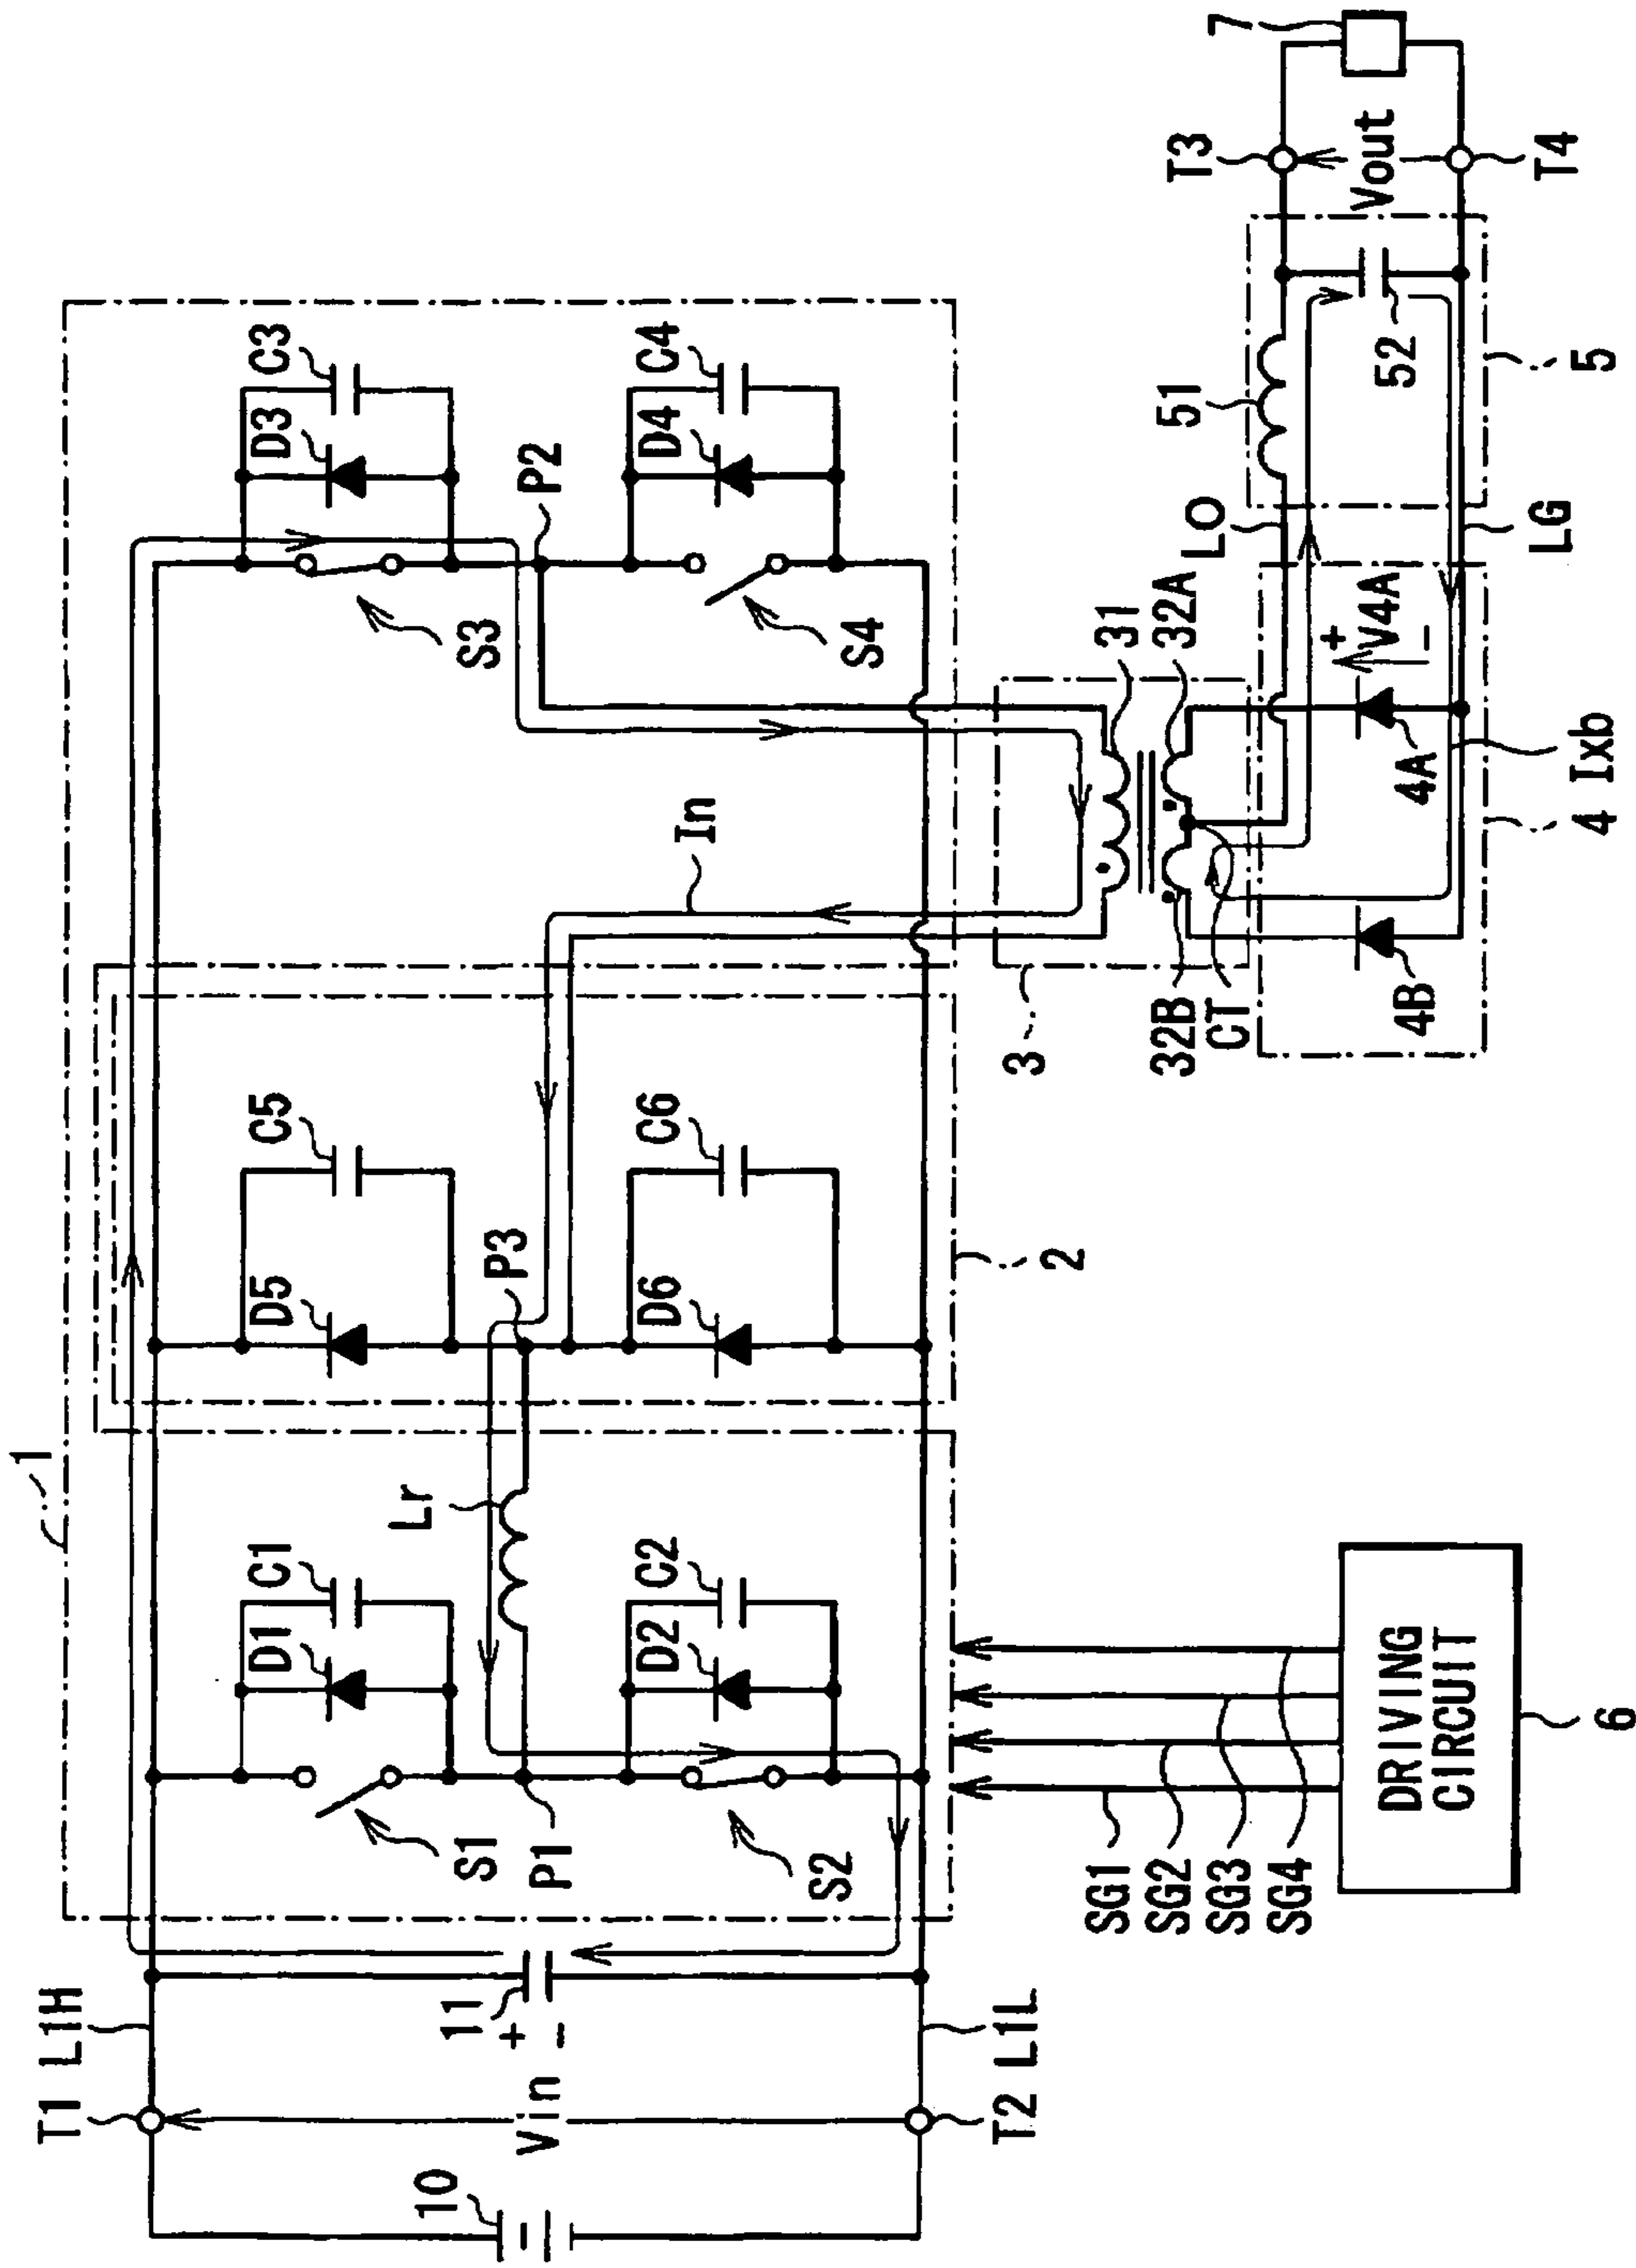 1
T1
L1H
10
Vin
11
+
-
T2
L1L
S1
D1
C1
P1
Lr
S2
D2
C2
D5
C5
P3
D6
C6
2
In
S3
D3
C3
P2
S4
D4
C4
3
31
32A
32B
CT
4
4A
4B
+
V4A
-
Ixb
LO
LG
5
51
52
T3
Vout
T4
7
SG1
SG2
SG3
SG4
DRIVING
CIRCUIT
6